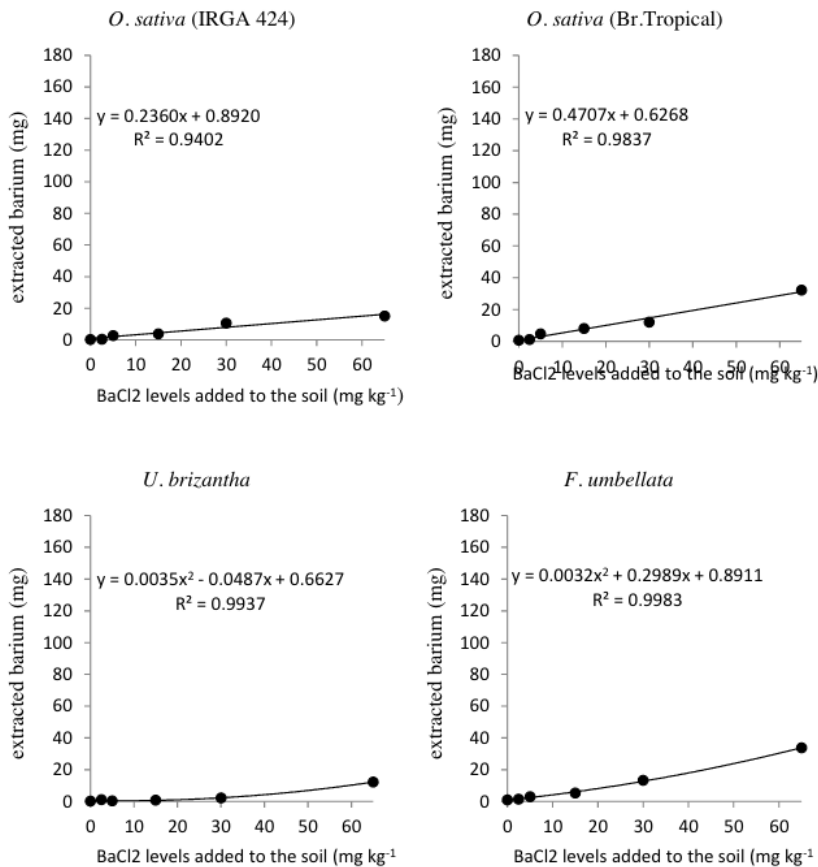 O. sativa (IRGA 424)
180
160
140
120
100
80
60
40
20
0
extracted barium (mg)
y = 0.2360x + 0.8920
R² = 0.9402
0 10 20 30 40 50 60
BaCl2 levels added to the soil (mg kg⁻¹)
O. sativa (Br.Tropical)
180
160
140
120
100
80
60
40
20
0
extracted barium (mg)
y = 0.4707x + 0.6268
R² = 0.9837
0 10 20 30 40 50 60
BaCl2 levels added to the soil (mg kg⁻¹)
U. brizantha
180
160
140
120
100
80
60
40
20
0
extracted barium (mg)
y = 0.0035x² - 0.0487x + 0.6627
R² = 0.9937
0 10 20 30 40 50 60
BaCl2 levels added to the soil (mg kg⁻¹
F. umbellata
180
160
140
120
100
80
60
40
20
0
extracted barium (mg)
y = 0.0032x² + 0.2989x + 0.8911
R² = 0.9983
0 10 20 30 40 50 60
BaCl2 levels added to the soil (mg kg⁻¹